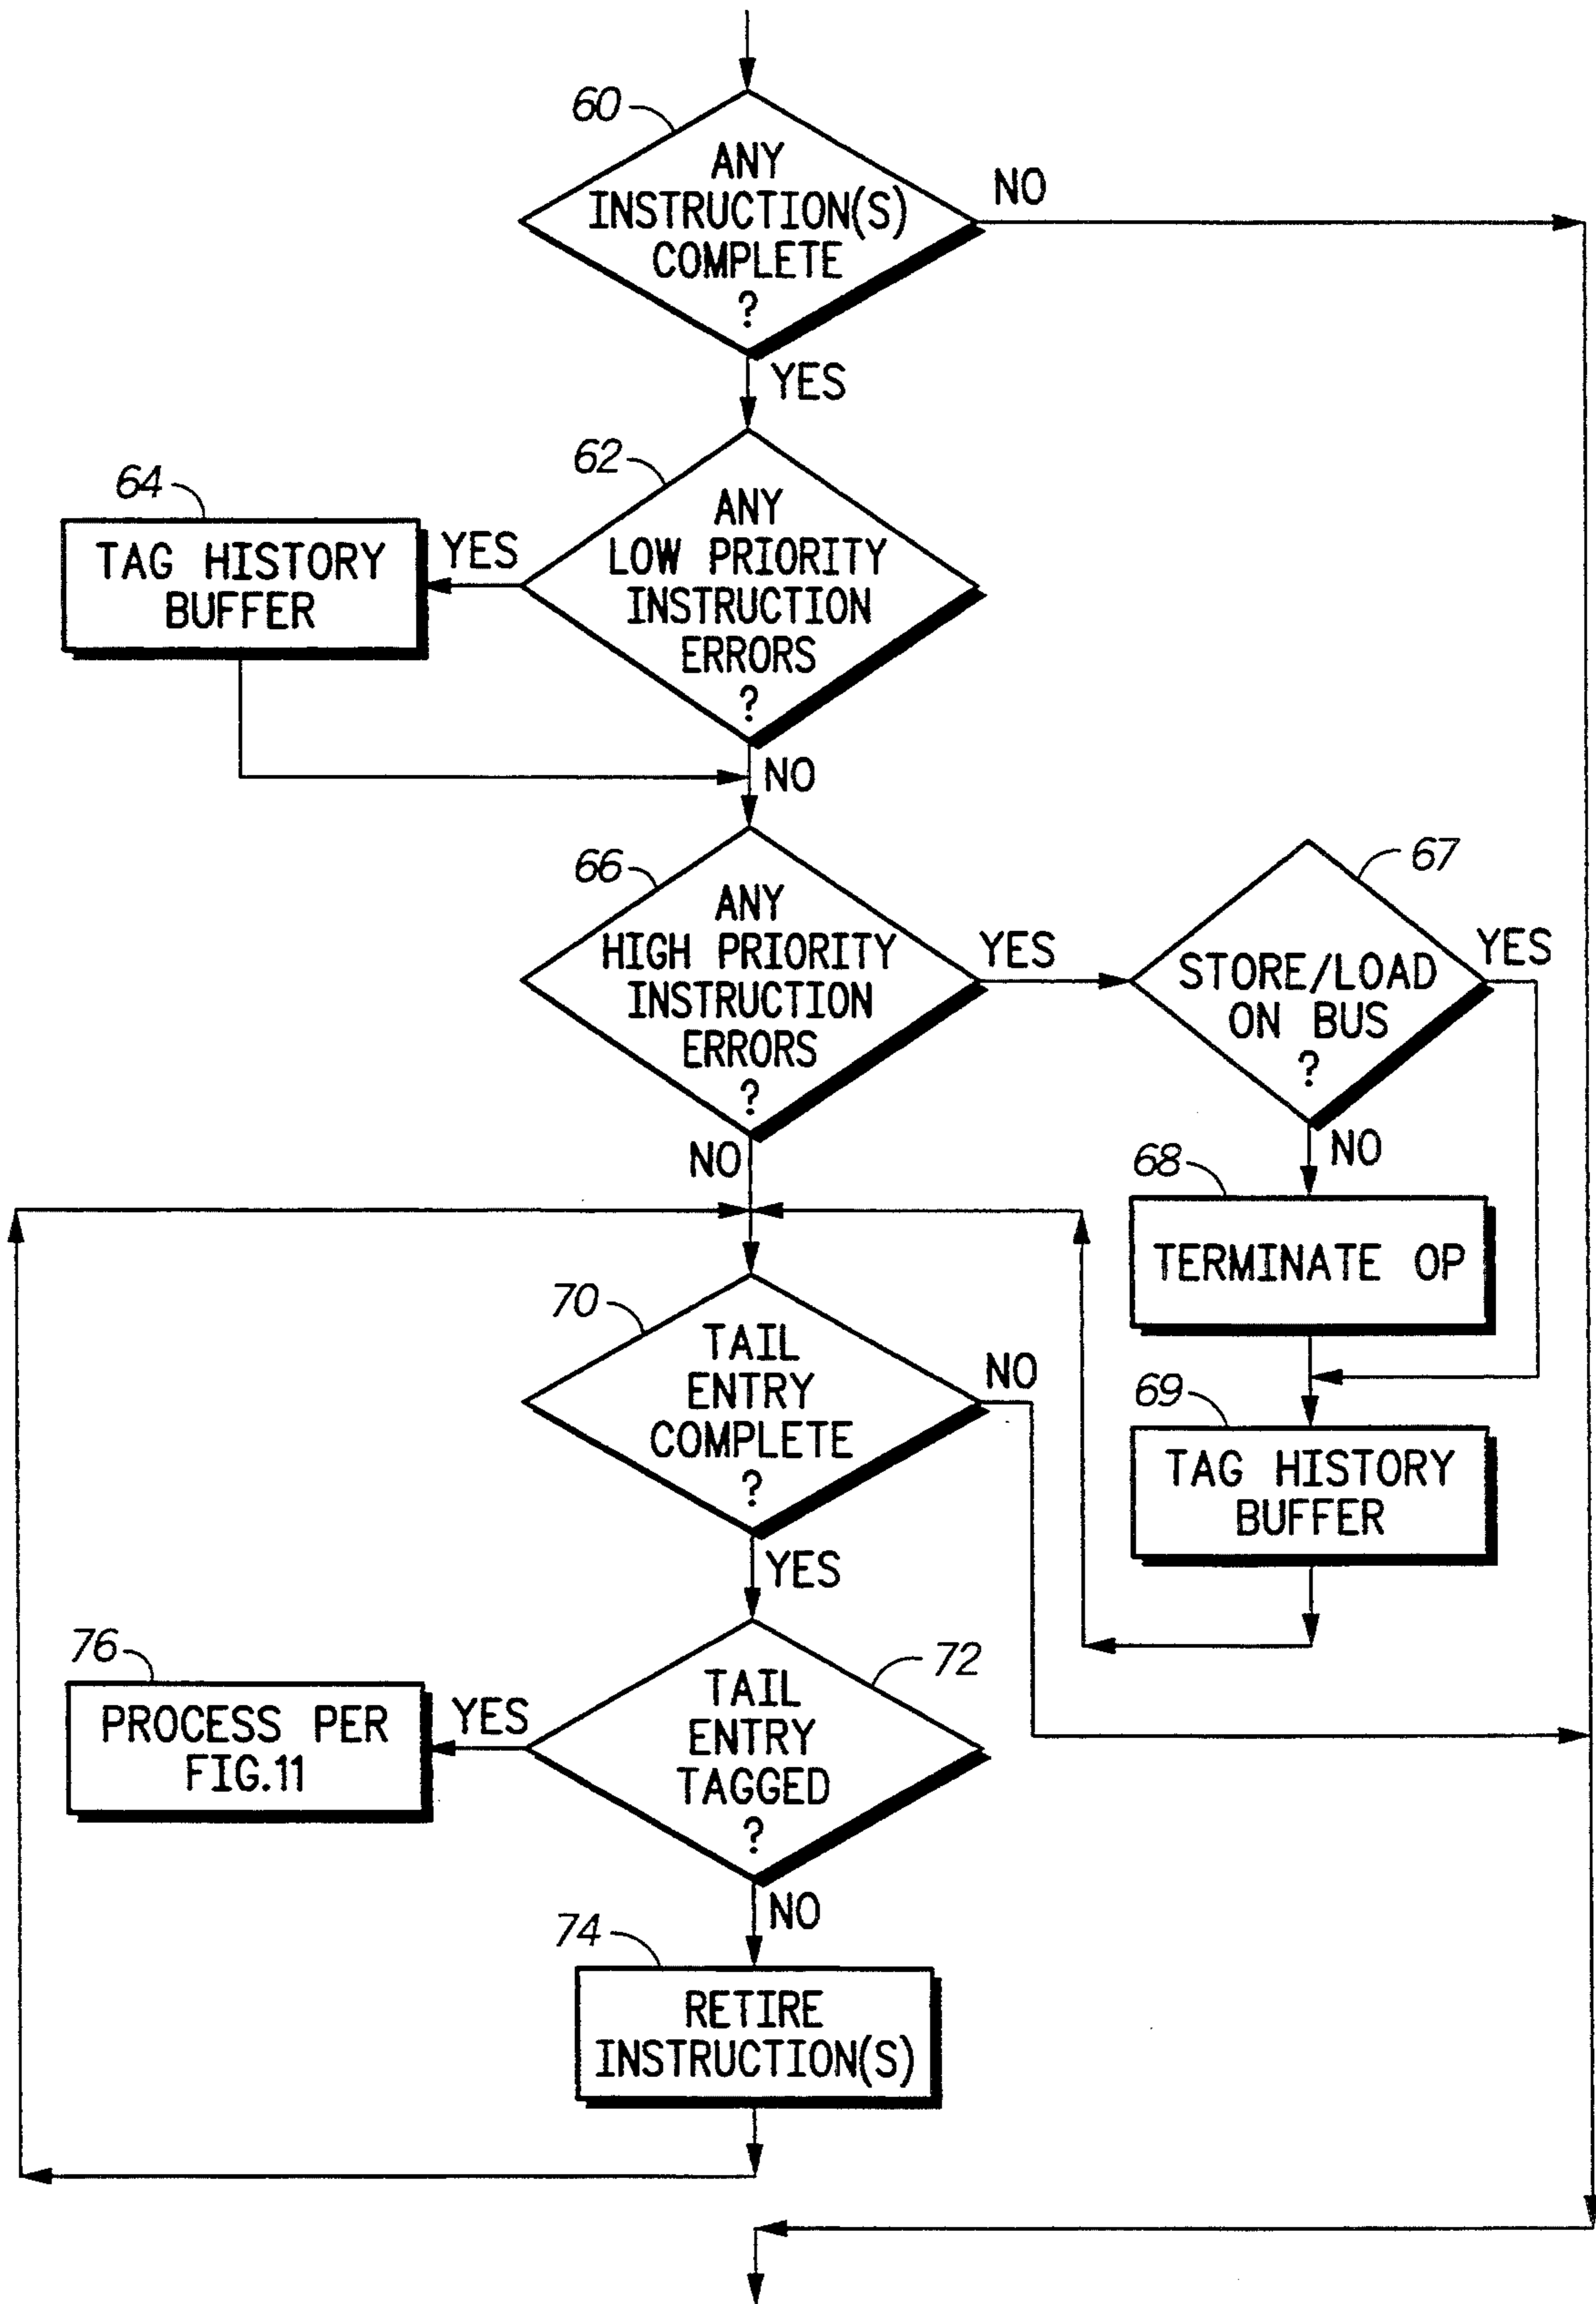 60
ANY
INSTRUCTION(S)
COMPLETE
?
NO
YES
62
ANY
LOW PRIORITY
INSTRUCTION
ERRORS
?
YES
64
TAG HISTORY
BUFFER
NO
66
ANY
HIGH PRIORITY
INSTRUCTION
ERRORS
?
YES
67
STORE/LOAD
ON BUS
?
YES
NO
68
TERMINATE OP
69
TAG HISTORY
BUFFER
NO
70
TAIL
ENTRY
COMPLETE
?
NO
YES
72
TAIL
ENTRY
TAGGED
?
YES
76
PROCESS PER
FIG.11
NO
74
RETIRE
INSTRUCTION(S)